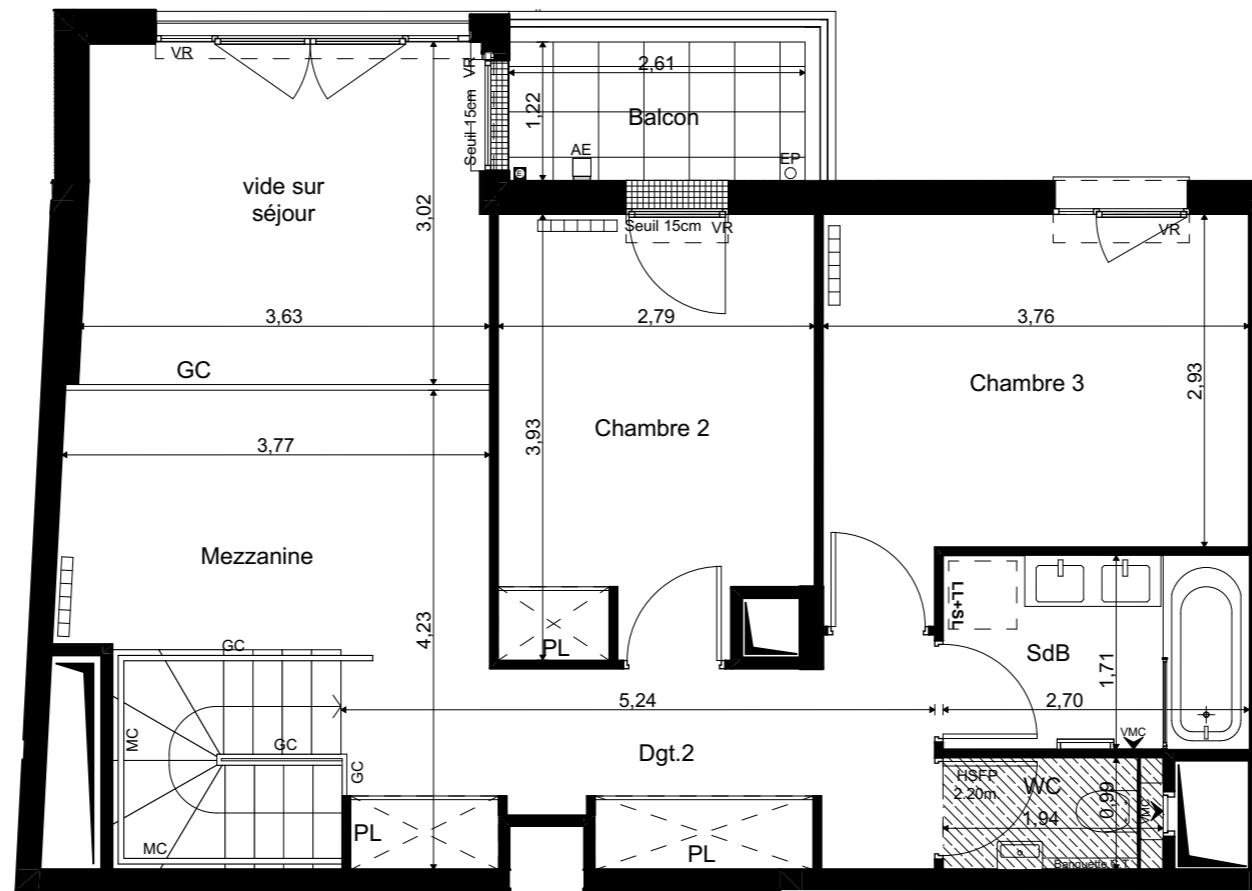 VR
VR
Seuil 15cm
2,61
1,22
Balcon
AE
EP
vide sur
séjour
3,02
Seuil 15cm
VR
VR
3,63
2,79
3,76
GC
Chambre 3
2,93
3,93
Chambre 2
3,77
Mezzanine
4,23
PL
LL+SL
SdB
1,71
2,70
GC
5,24
MC
GC
GC
Dgt.2
VMC
HSFP
2.20m
WC
0,99
1,94
VMC
PL
PL
MC